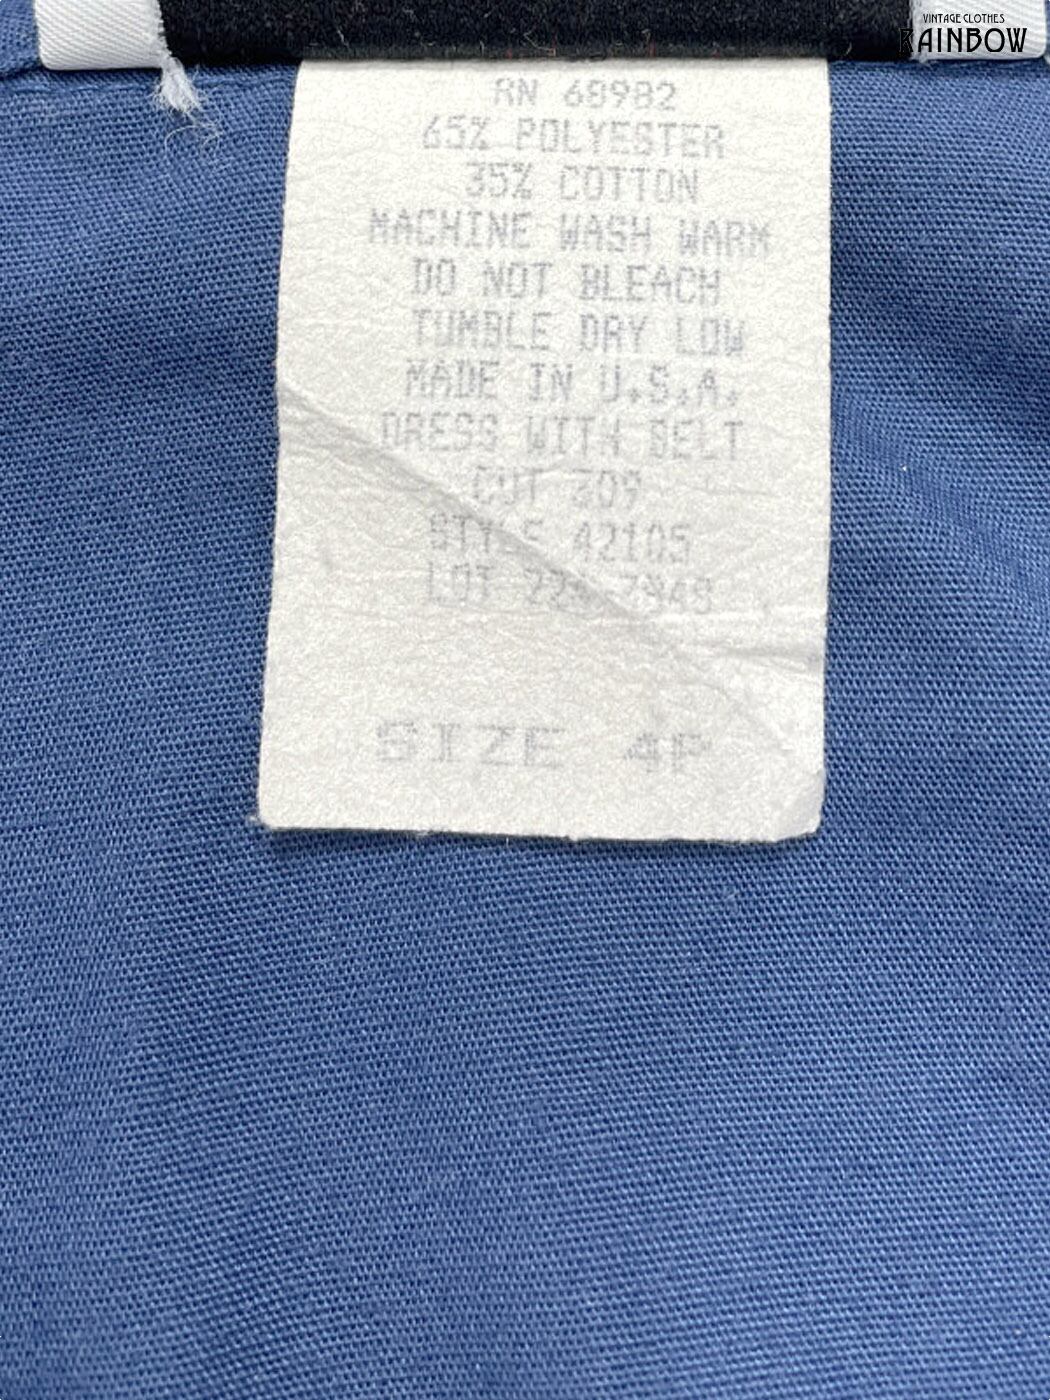 VINTAGE CLOTHES
RAINBOW
RN 68982
65% POLYESTER
35% COTTON
MACHINE WASH WARM
DO NOT BLEACH
TUMBLE DRY LOW
MADE IN U.S.A.
DRESS WITH BELT
CUT 309
STYLE 42105
LOT
SIZE 4P